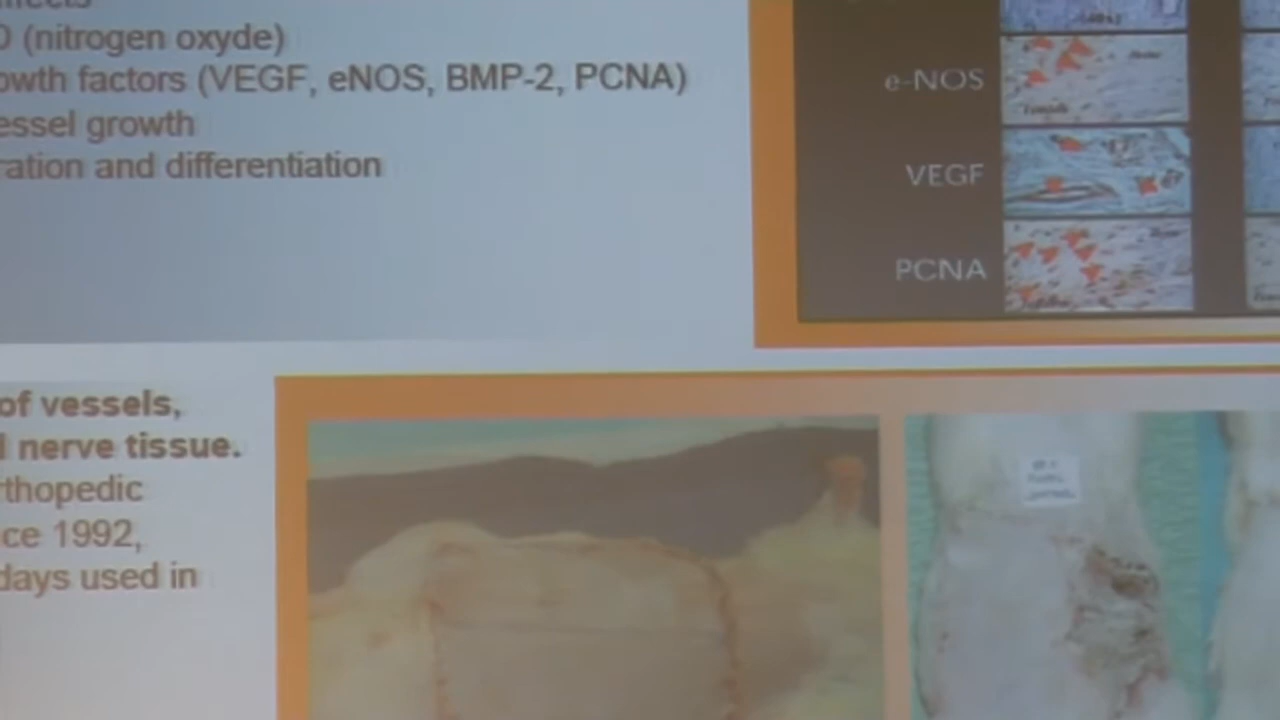 O (nitrogen oxyde)
owth factors (VEGF, eNOS, BMP-2, PCNA)
essel growth
ration and differentiation
e-NOS
VEGF
PCNA
of vessels,
l nerve tissue.
rthopedic
ce 1992,
days used in